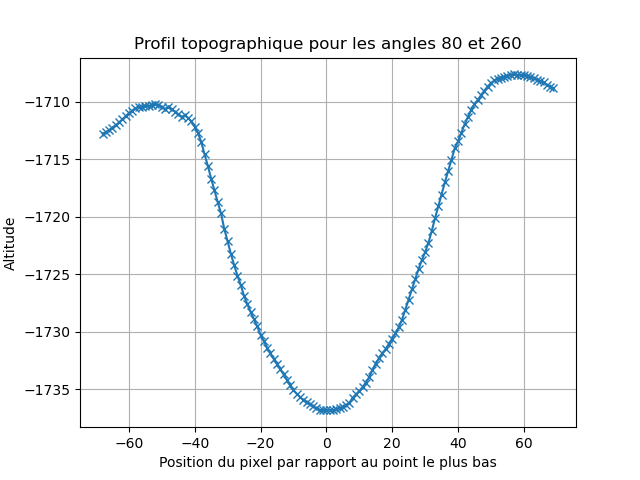 Profil topographique pour les angles 80 et 260
Altitude
−1710
−1715
−1720
−1725
−1730
−1735
−60 −40 −20 0 20 40 60
Position du pixel par rapport au point le plus bas